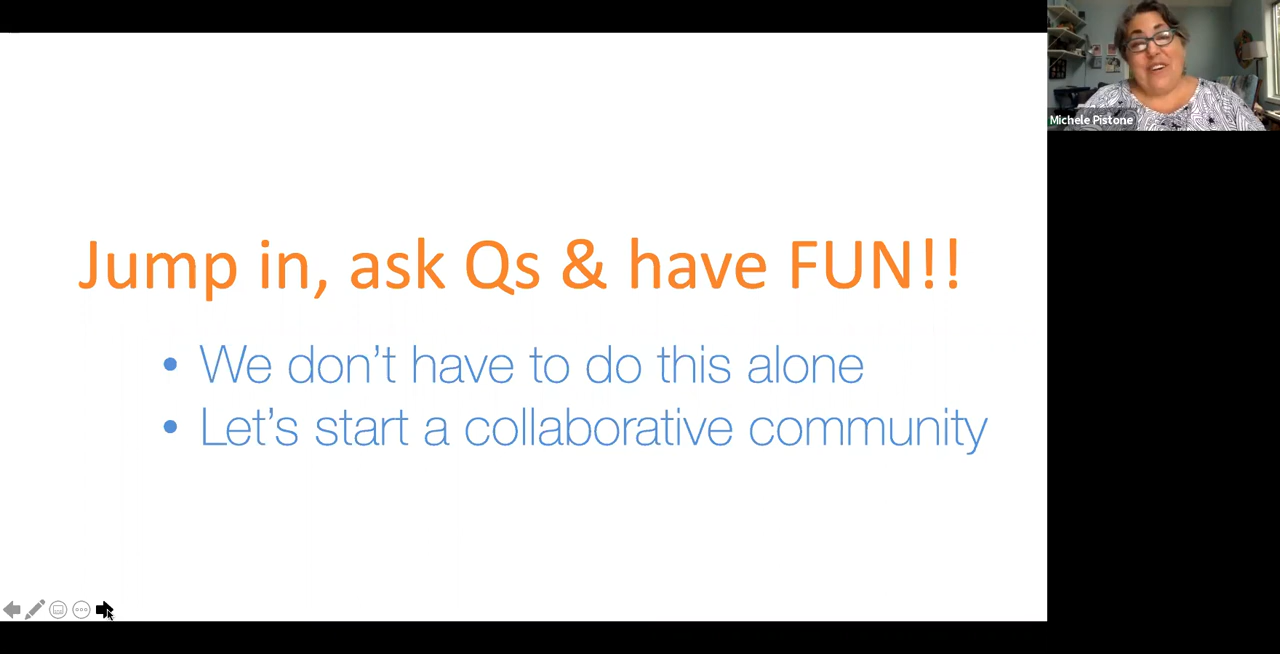 Michele Pistone
Jump in, ask Qs & have FUN!!
• We don't have to do this alone
• Let's start a collaborative community